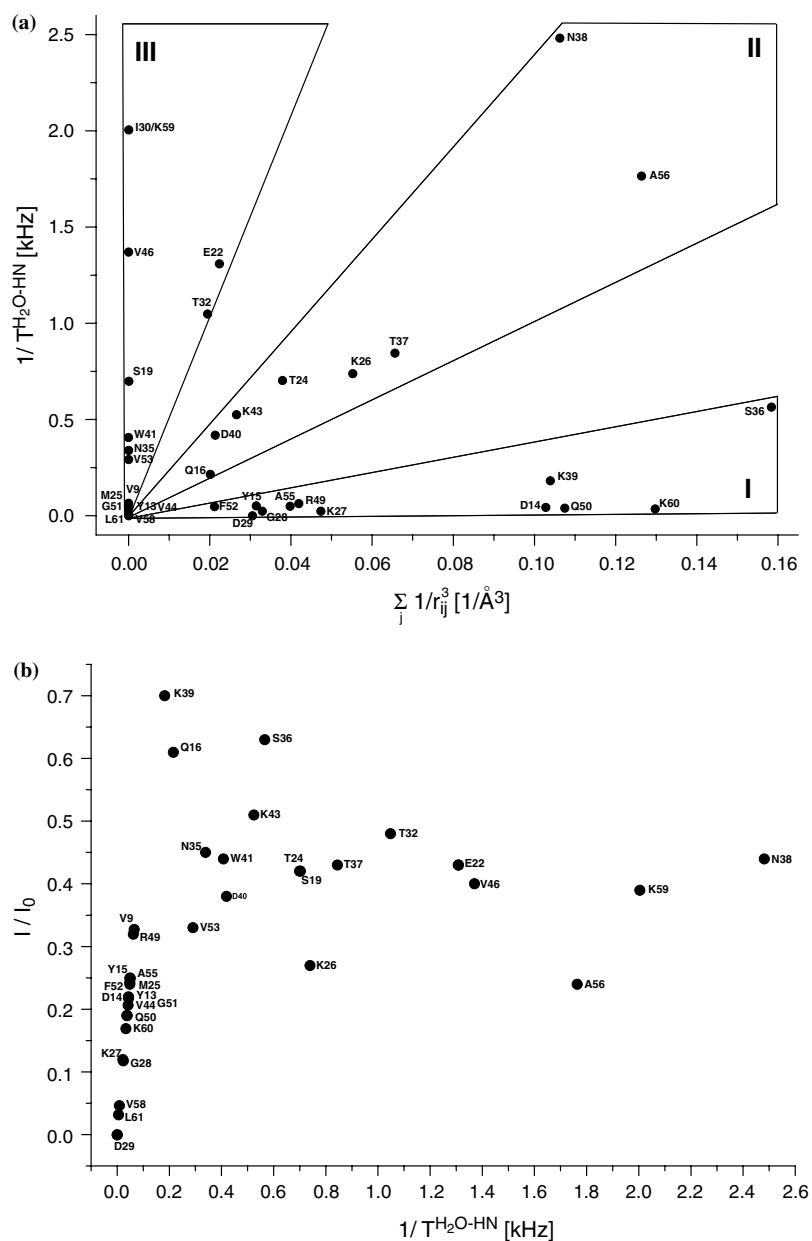 (a)
III
II
I
2.5
2.0
1.5
1.0
0.5
0.0
1/ T^H₂O-HN [kHz]
N38
I30/K59
A56
V46
E22
T32
S19
T37
K26
T24
K43
W41
D40
N35
V53
Q16
S36
K39
V9
M25
G51
Y13
V44
L61
V58
F52
Y15
D29
G28
A55
R49
K27
D14
Q50
K60
0.00 0.02 0.04 0.06 0.08 0.10 0.12 0.14 0.16
Σ_j 1/r_ij^3 [1/Å^3]
(b)
0.7
0.6
0.5
0.4
0.3
0.2
0.1
0.0
I / I₀
K39
Q16
S36
K43
T32
N35
W41
T24
S19
T37
E22
V46
N38
K59
D40
V53
V9
R49
K26
A56
Y15
A55
F52
M25
D14
Y13
V44
G51
Q50
K60
K27
G28
V58
L61
D29
0.0 0.2 0.4 0.6 0.8 1.0 1.2 1.4 1.6 1.8 2.0 2.2 2.4 2.6
1/ T^H₂O-HN [kHz]